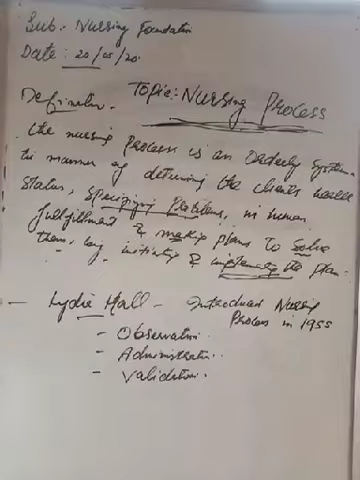 Sub:- Nursing Foundation
Date: 20/05/20
Topic:- Nursing Process
Definition.
The nursing Process is an Orderly, Systema-
tic manner of determining the clients health
status, specifying Problems, in human
fulfillment & making plans to Solve
them, by initiating & implementing the plan.
- Lydia Hall - Introduced Nursing
Process in 1955
- Observation.
- Administration.
- Validation.